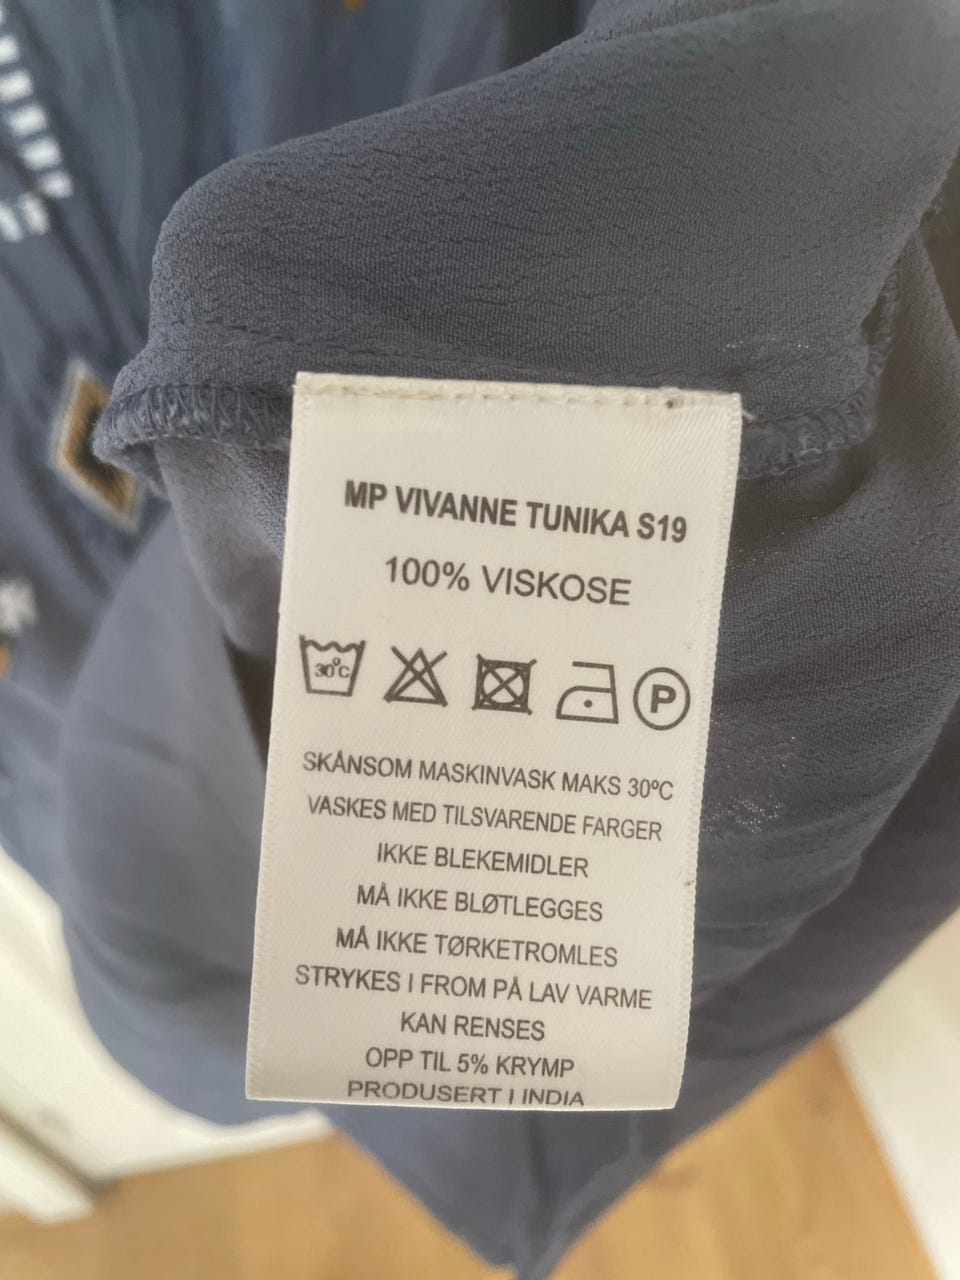 MP VIVANNE TUNIKA S19
100% VISKOSE
30°C P
SKÅNSOM MASKINVASK MAKS 30ºC
VASKES MED TILSVARENDE FARGER
IKKE BLEKEMIDLER
MÅ IKKE BLØTLEGGES
MÅ IKKE TØRKETROMLES
STRYKES I FROM PÅ LAV VARME
KAN RENSES
OPP TIL 5% KRYMP
PRODUSERT I INDIA